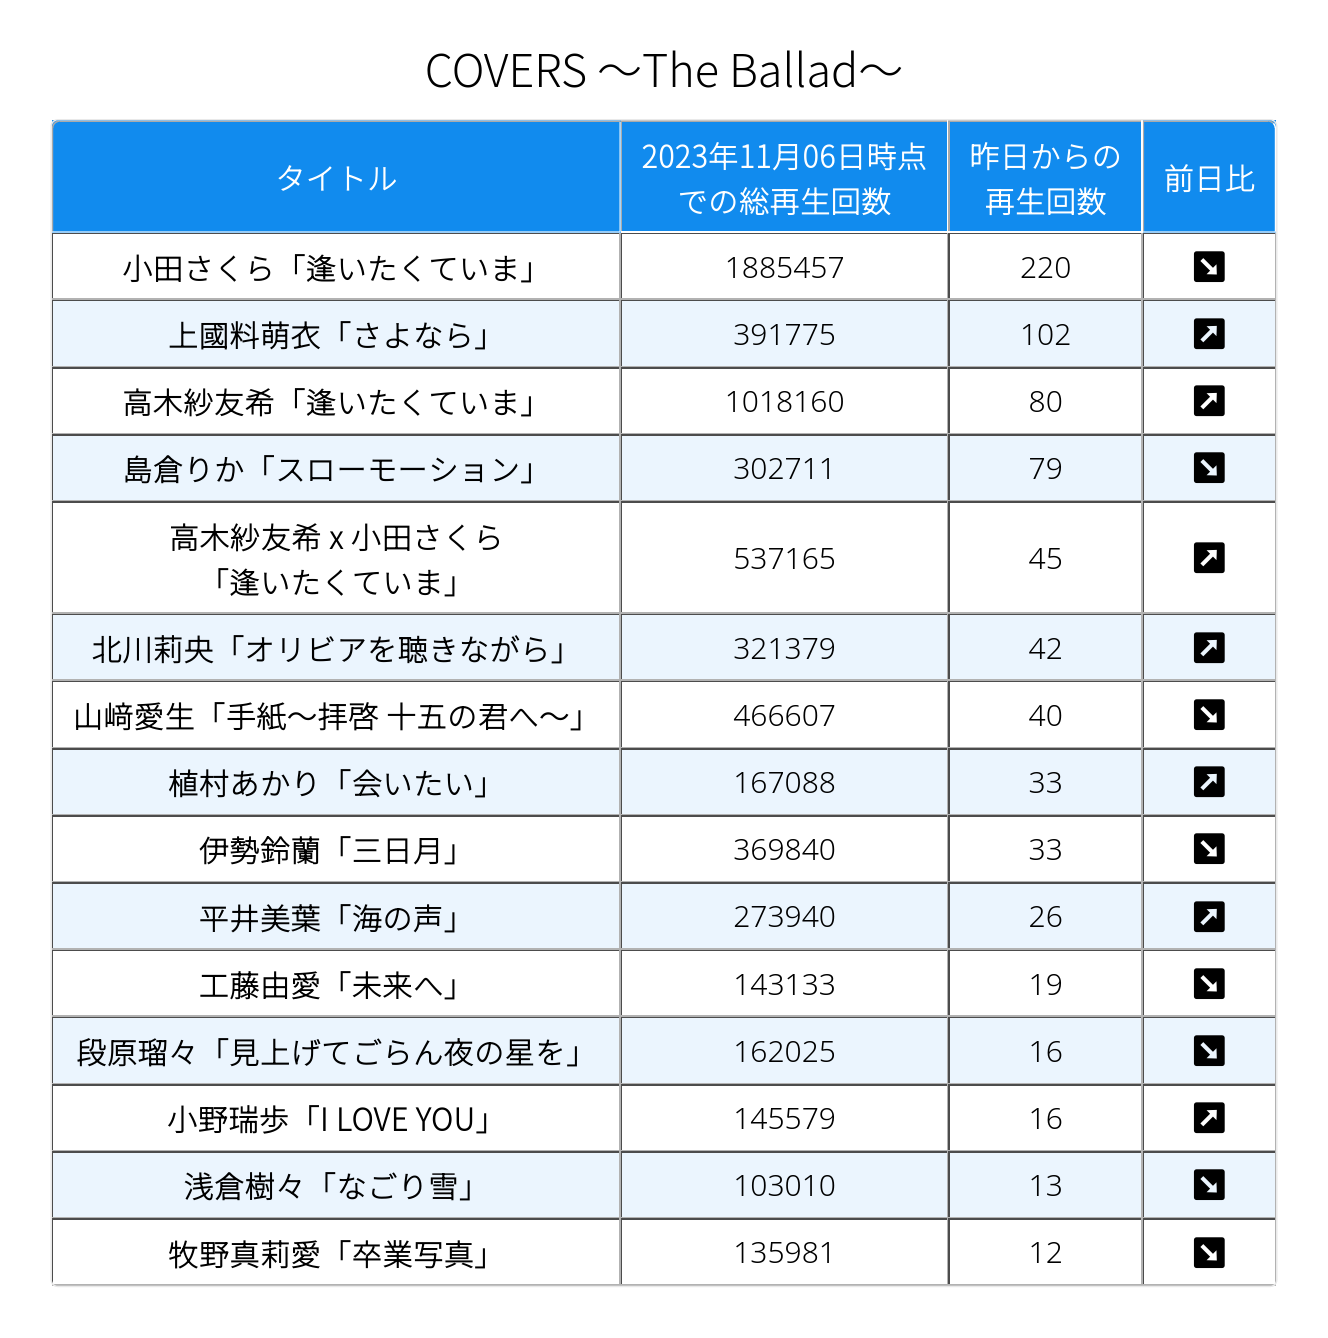 COVERS ～The Ballad～
タイトル
2023年11月06日時点
での総再生回数
昨日からの
再生回数
前日比
小田さくら「逢いたくていま」 1885457 220
上國料萌衣「さよなら」 391775 102
高木紗友希「逢いたくていま」 1018160 80
島倉りか「スローモーション」 302711 79
高木紗友希 x 小田さくら
「逢いたくていま」 537165 45
北川莉央「オリビアを聴きながら」 321379 42
山﨑愛生「手紙～拝啓 十五の君へ～」 466607 40
植村あかり「会いたい」 167088 33
伊勢鈴蘭「三日月」 369840 33
平井美葉「海の声」 273940 26
工藤由愛「未来へ」 143133 19
段原瑠々「見上げてごらん夜の星を」 162025 16
小野瑞歩「I LOVE YOU」 145579 16
浅倉樹々「なごり雪」 103010 13
牧野真莉愛「卒業写真」 135981 12